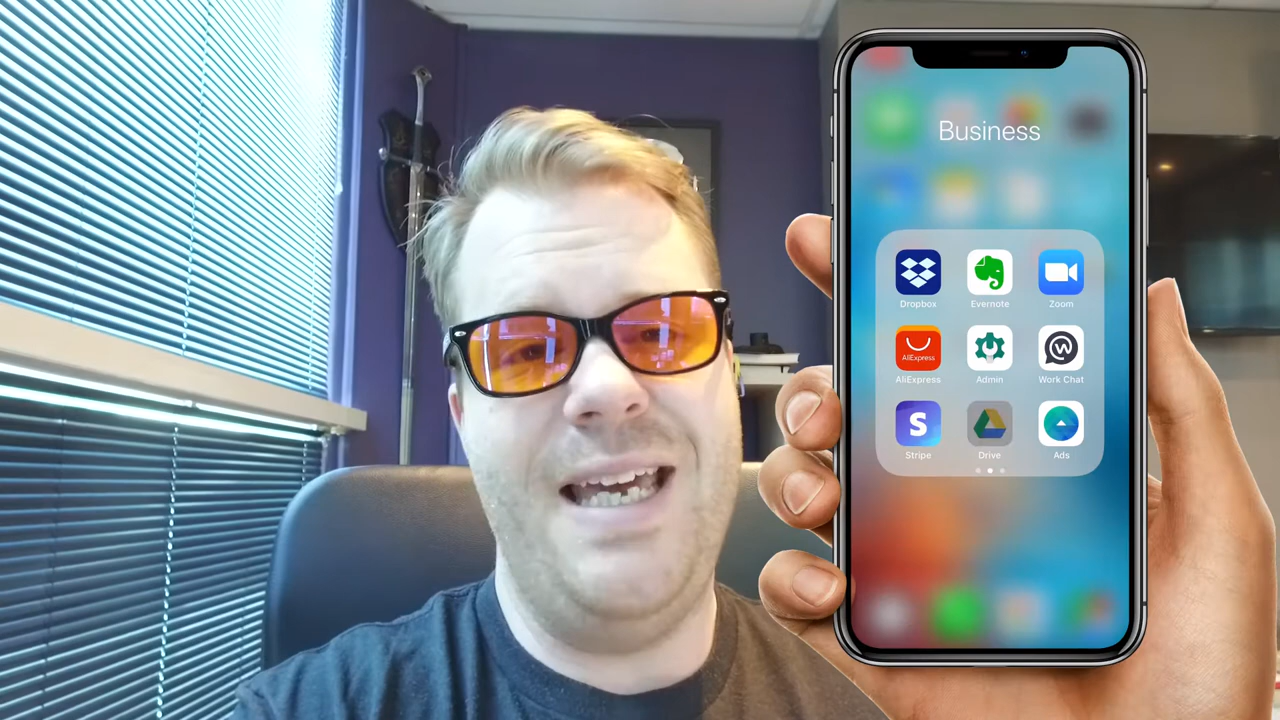 Business
Dropbox Evernote Zoom
AliExpress
AliExpress Admin Work Chat
Stripe Drive Ads